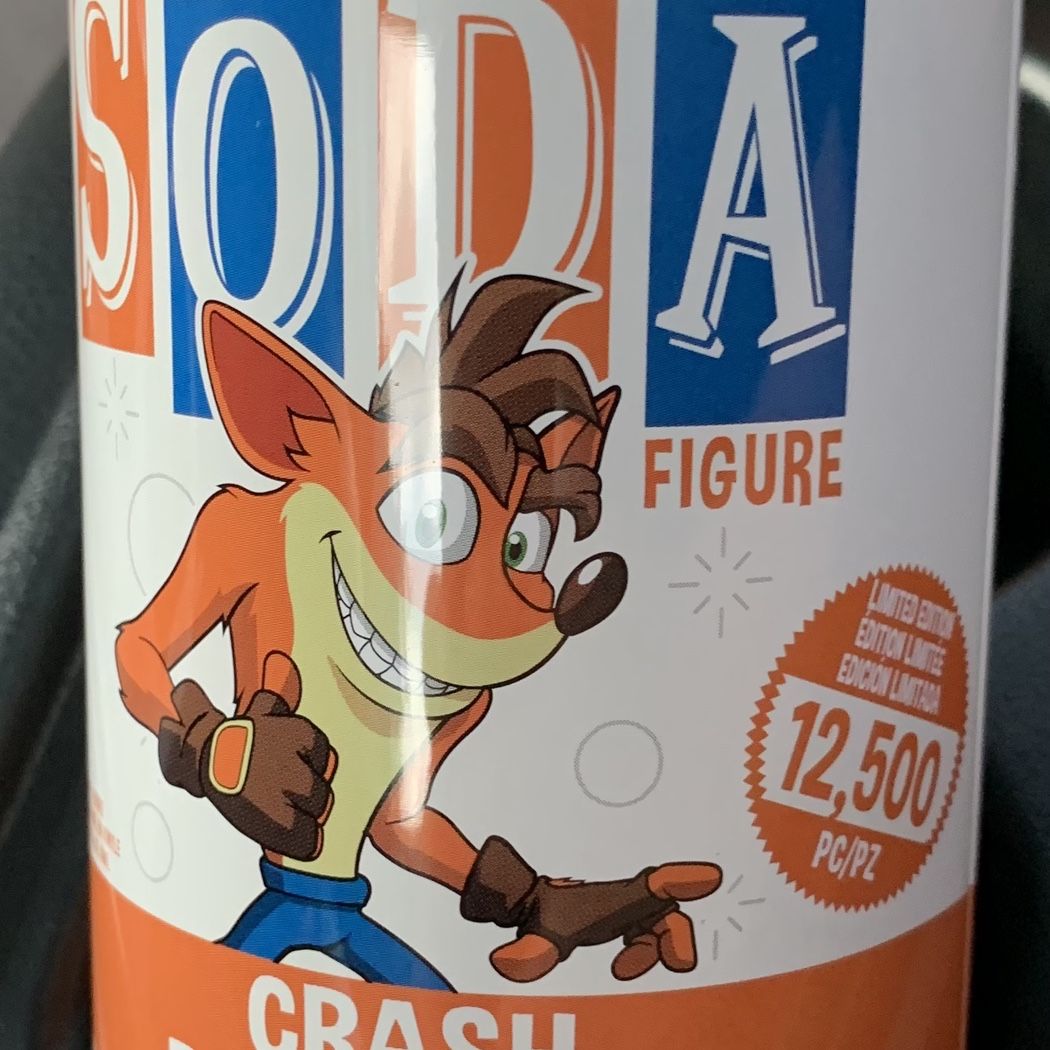 SODA
FIGURE
LIMITED EDITION
ÉDITION LIMITÉE
EDICIÓN LIMITADA
12,500
PC/PZ
CRASH